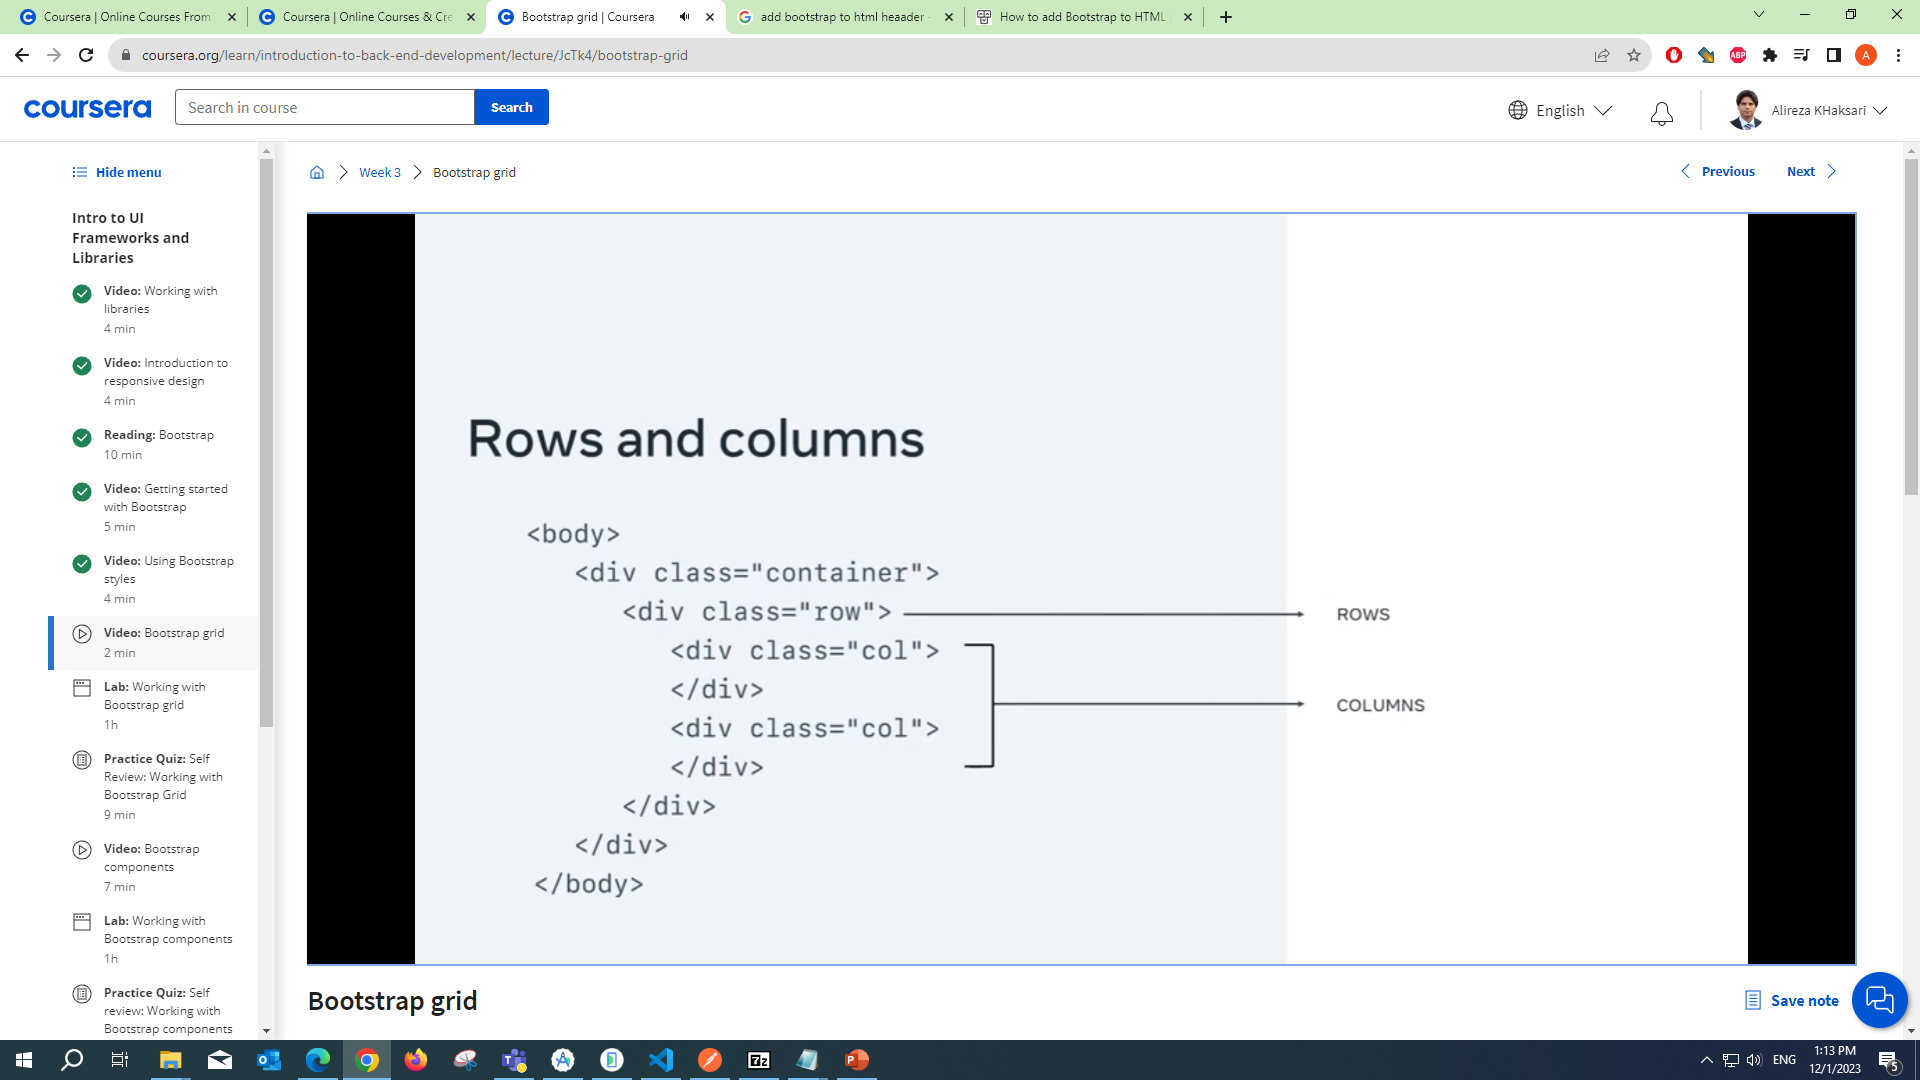 Coursera | Online Courses From
Coursera | Online Courses & Cre
Bootstrap grid | Coursera
add bootstrap to html heaader -
How to add Bootstrap to HTML
coursera.org/learn/introduction-to-back-end-development/lecture/JcTk4/bootstrap-grid
ABP
A
coursera
Search in course
Search
English
Alireza KHaksari
Hide menu
Week 3
Bootstrap grid
Previous
Next
Intro to UI
Frameworks and
Libraries
Video: Working with
libraries
4 min
Video: Introduction to
responsive design
4 min
Reading: Bootstrap
10 min
Video: Getting started
with Bootstrap
5 min
Video: Using Bootstrap
styles
4 min
Video: Bootstrap grid
2 min
Lab: Working with
Bootstrap grid
1h
Practice Quiz: Self
Review: Working with
Bootstrap Grid
9 min
Video: Bootstrap
components
7 min
Lab: Working with
Bootstrap components
1h
Practice Quiz: Self
review: Working with
Bootstrap components
Rows and columns
<body>
<div class="container">
<div class="row">
ROWS
<div class="col">
</div>
COLUMNS
<div class="col">
</div>
</div>
</div>
</body>
Bootstrap grid
Save note
7z
ENG
1:13 PM
12/1/2023
5